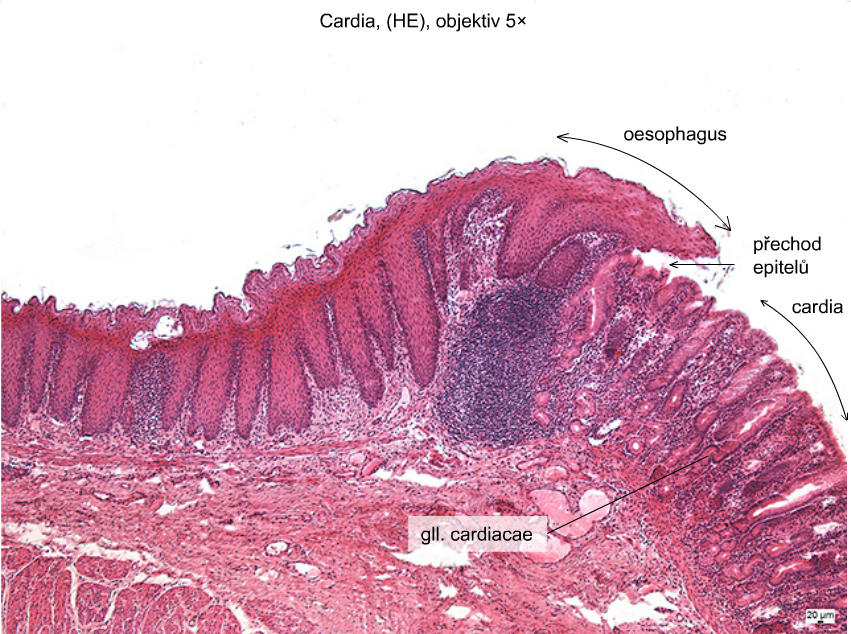 Cardia, (HE), objektiv 5×
oesophagus
přechod
epitelů
cardia
gll. cardiacae
20 µm